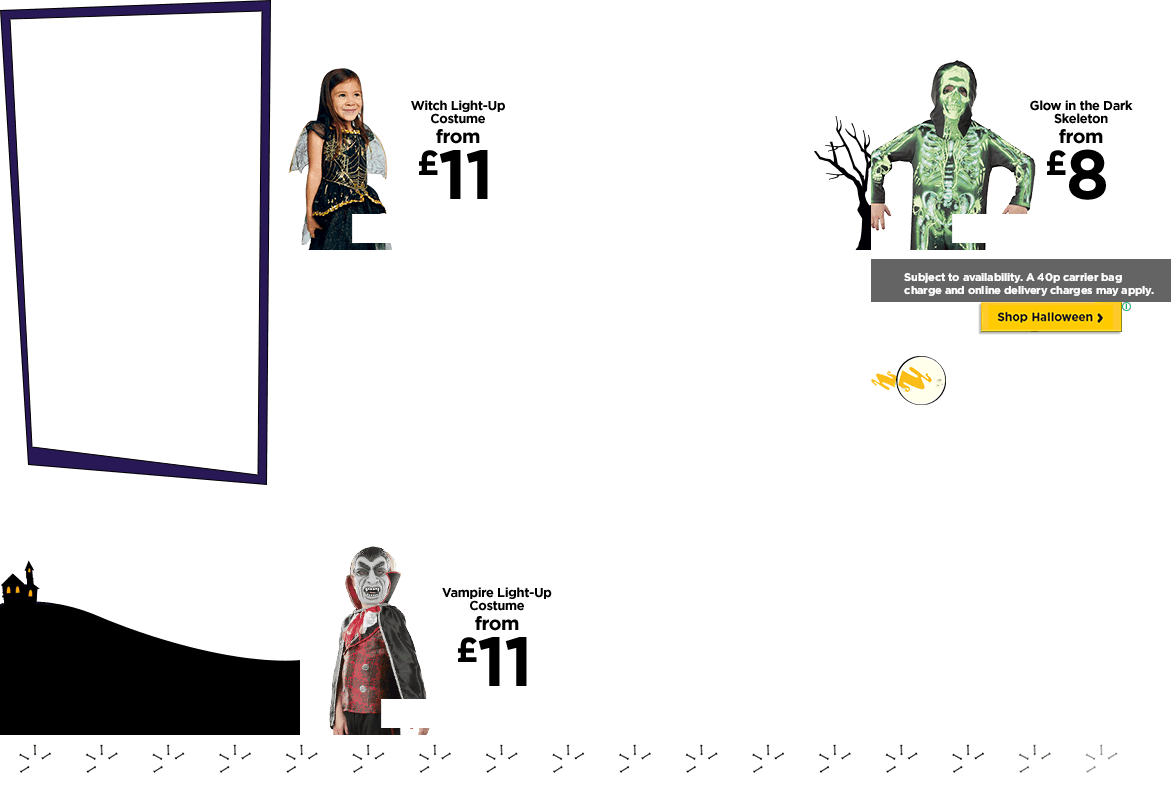 Witch Light-Up
Costume
from
£11
Glow in the Dark
Skeleton
from
£8
Subject to availability. A 40p carrier bag
charge and online delivery charges may apply.
Shop Halloween ❯
Vampire Light-Up
Costume
from
£11